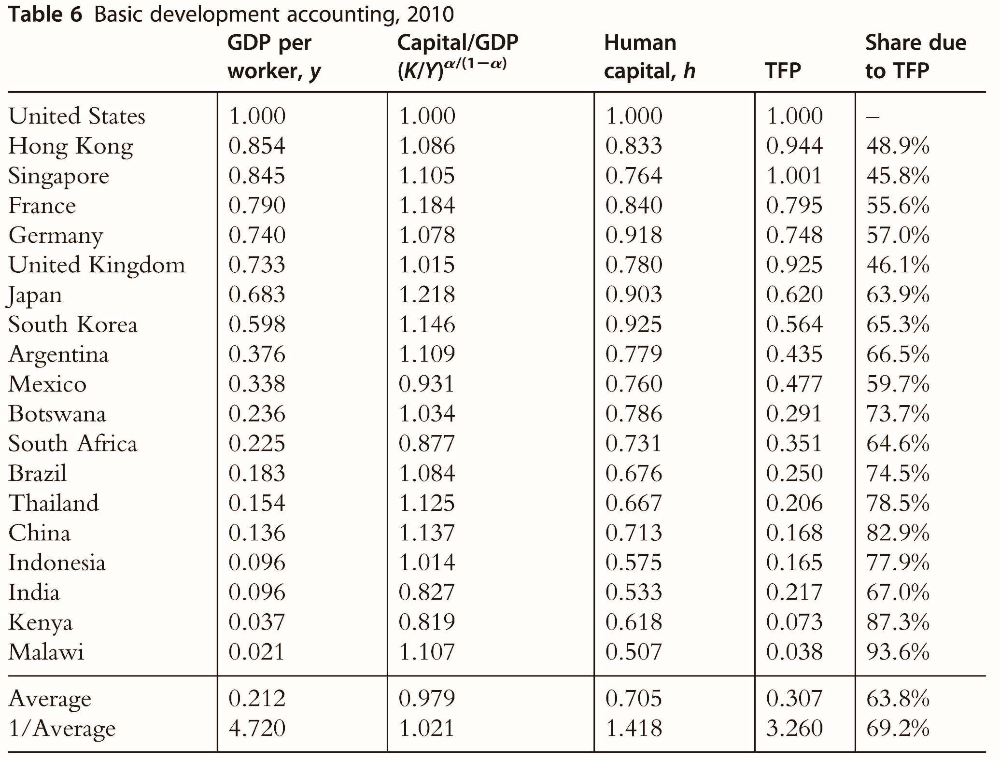 Table 6 Basic development accounting, 2010
GDP per Capital/GDP Human Share due
worker, y (K/Y)^α/(1−α) capital, h TFP to TFP
United States 1.000 1.000 1.000 1.000 –
Hong Kong 0.854 1.086 0.833 0.944 48.9%
Singapore 0.845 1.105 0.764 1.001 45.8%
France 0.790 1.184 0.840 0.795 55.6%
Germany 0.740 1.078 0.918 0.748 57.0%
United Kingdom 0.733 1.015 0.780 0.925 46.1%
Japan 0.683 1.218 0.903 0.620 63.9%
South Korea 0.598 1.146 0.925 0.564 65.3%
Argentina 0.376 1.109 0.779 0.435 66.5%
Mexico 0.338 0.931 0.760 0.477 59.7%
Botswana 0.236 1.034 0.786 0.291 73.7%
South Africa 0.225 0.877 0.731 0.351 64.6%
Brazil 0.183 1.084 0.676 0.250 74.5%
Thailand 0.154 1.125 0.667 0.206 78.5%
China 0.136 1.137 0.713 0.168 82.9%
Indonesia 0.096 1.014 0.575 0.165 77.9%
India 0.096 0.827 0.533 0.217 67.0%
Kenya 0.037 0.819 0.618 0.073 87.3%
Malawi 0.021 1.107 0.507 0.038 93.6%
Average 0.212 0.979 0.705 0.307 63.8%
1/Average 4.720 1.021 1.418 3.260 69.2%